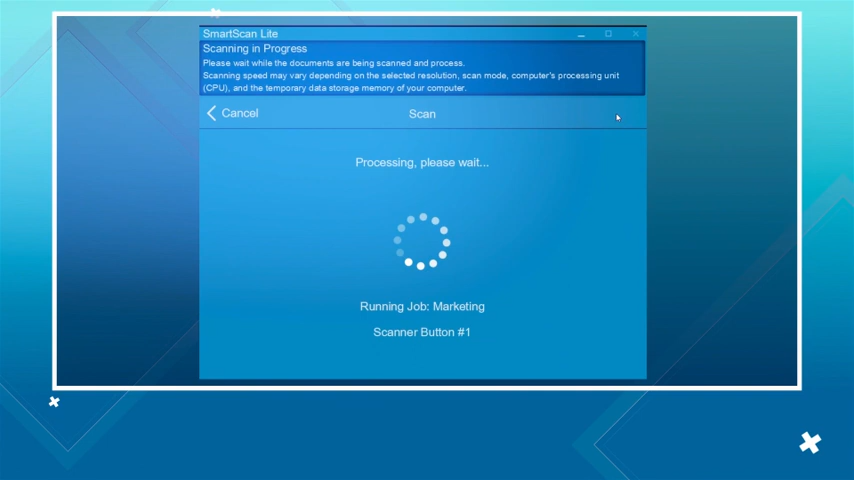 SmartScan Lite
Scanning in Progress
Please wait while the documents are being scanned and process.
Scanning speed may vary depending on the selected resolution, scan mode, computer's processing unit
(CPU), and the temporary data storage memory of your computer.
Cancel
Scan
Processing, please wait...
Running Job: Marketing
Scanner Button #1